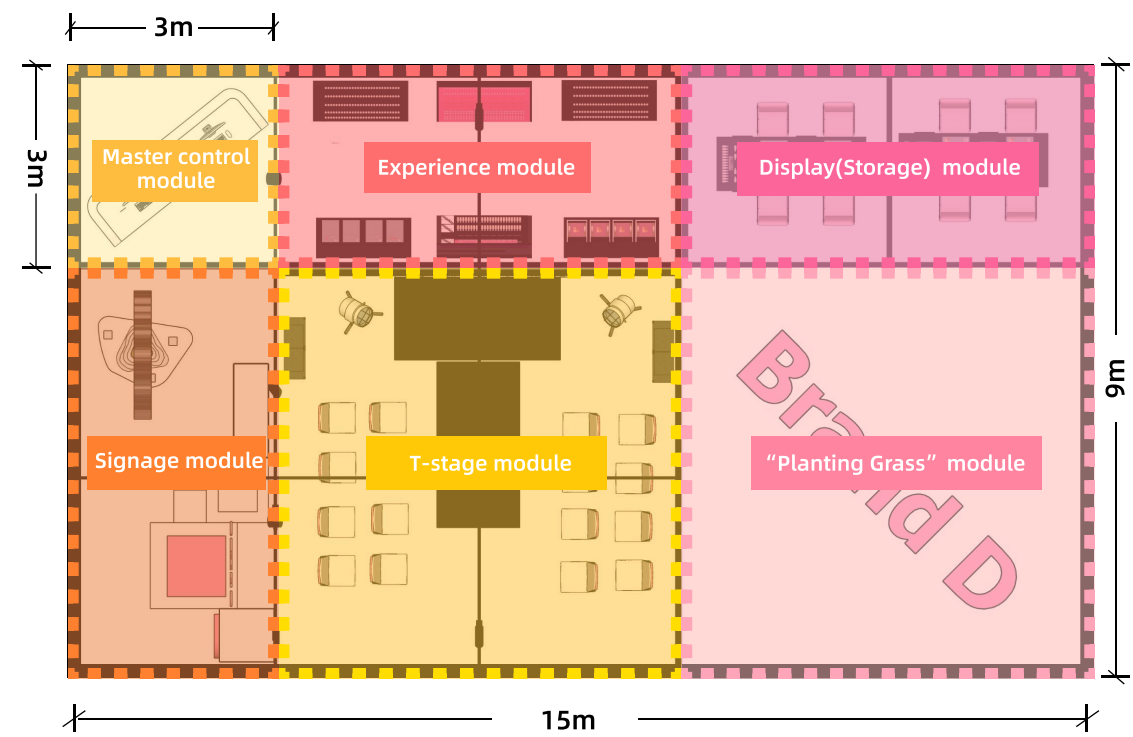 3m
3m
Master control
module
Experience module
Display(Storage) module
Signage module
T-stage module
“Planting Grass” module
Brand D
9m
15m